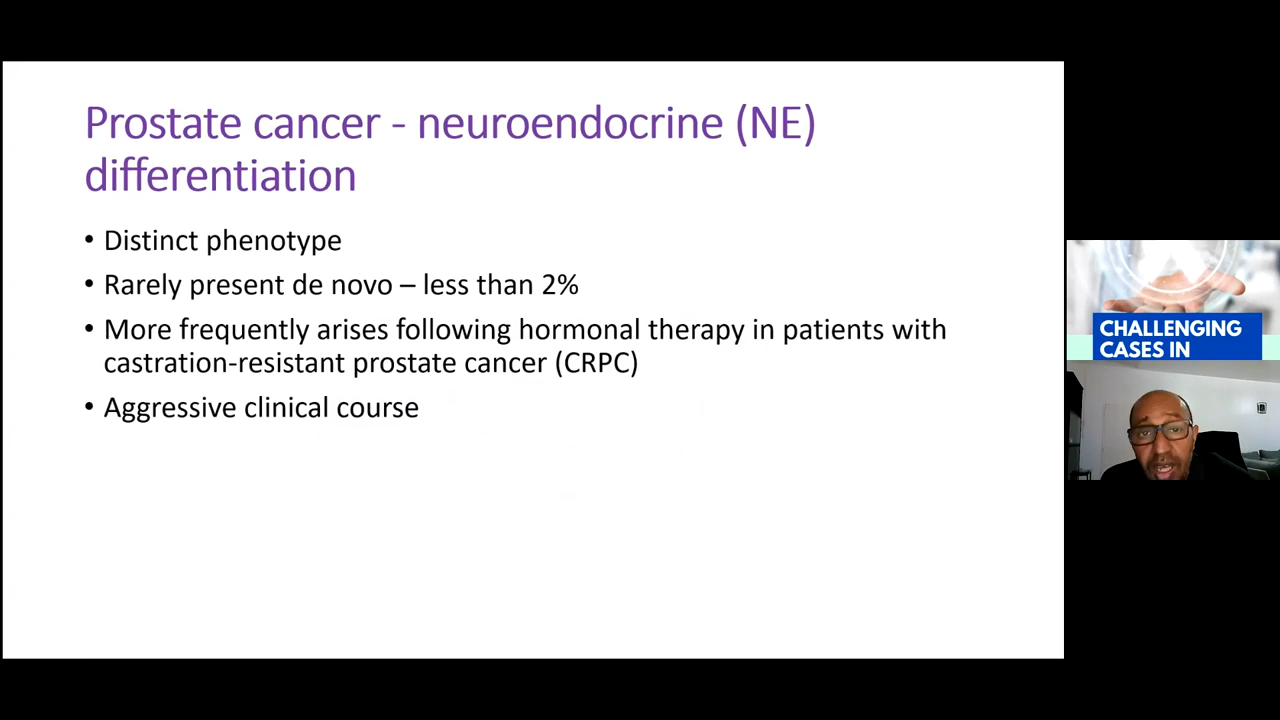 Prostate cancer - neuroendocrine (NE)
differentiation
• Distinct phenotype
• Rarely present de novo – less than 2%
• More frequently arises following hormonal therapy in patients with
castration-resistant prostate cancer (CRPC)
• Aggressive clinical course
CHALLENGING
CASES IN